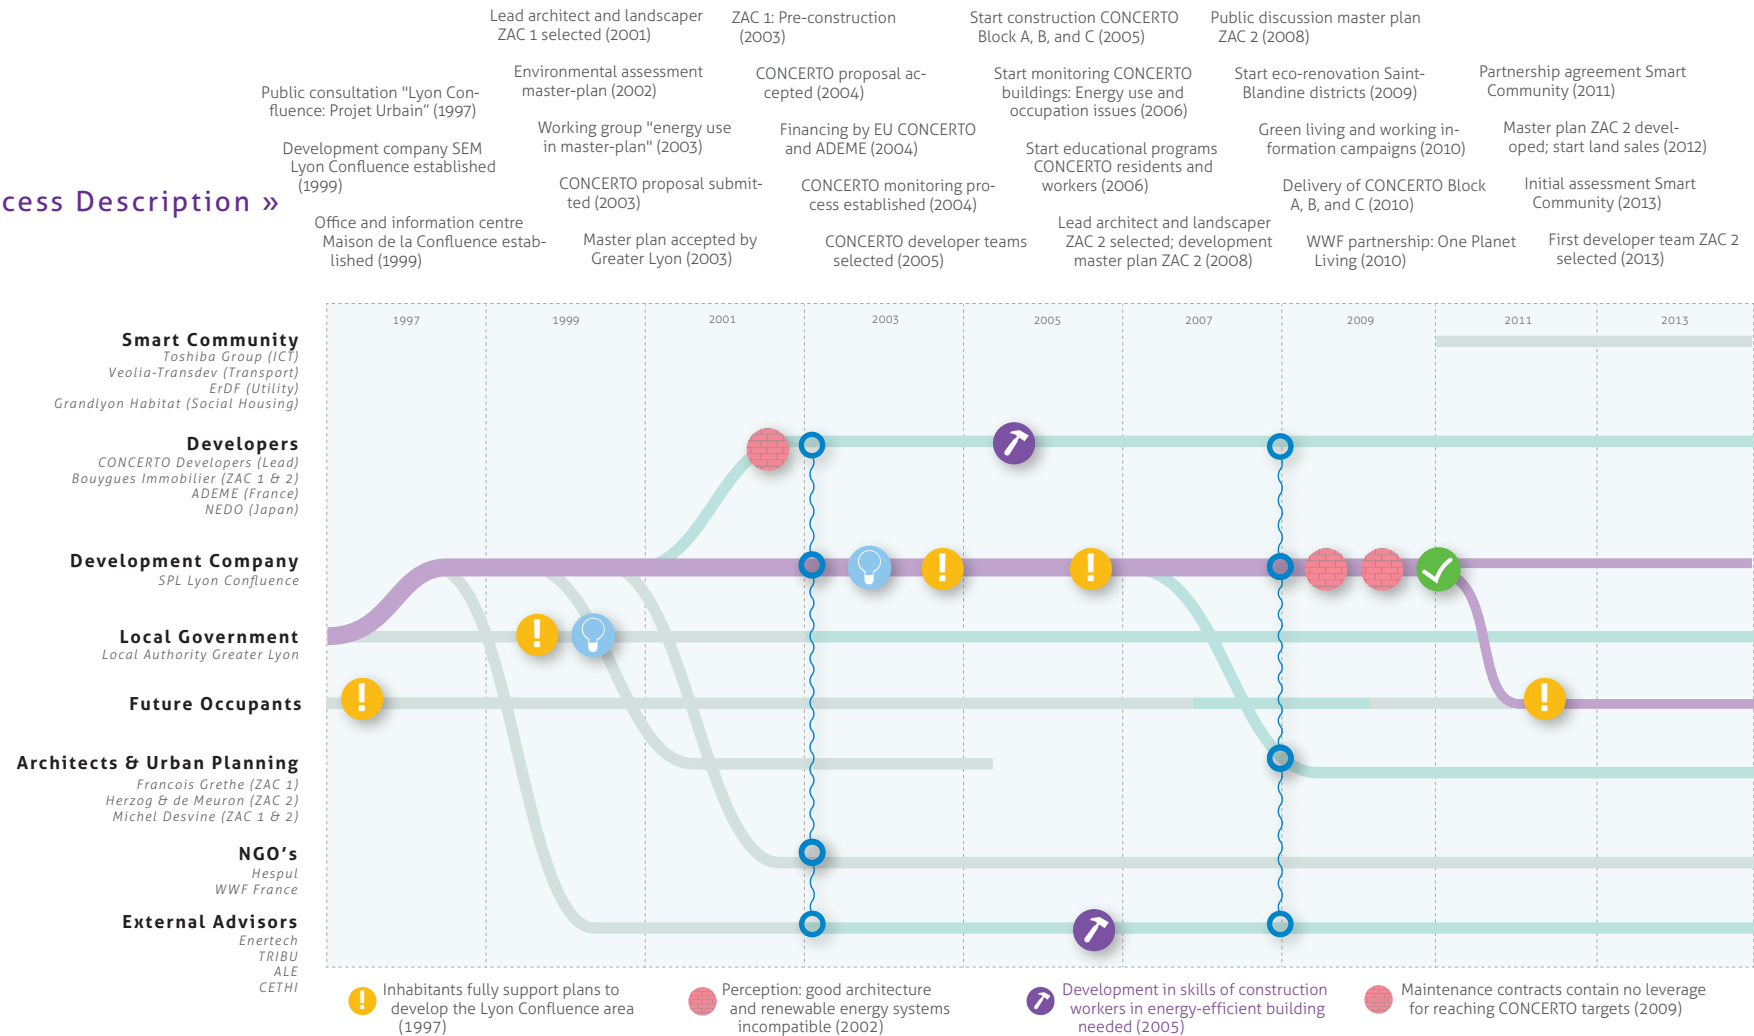 Lead architect and landscaper
ZAC 1 selected (2001)
ZAC 1: Pre-construction
(2003)
Start construction CONCERTO
Block A, B, and C (2005)
Public discussion master plan
ZAC 2 (2008)
Public consultation "Lyon Con-
fluence: Projet Urbain” (1997)
Environmental assessment
master-plan (2002)
CONCERTO proposal ac-
cepted (2004)
Start monitoring CONCERTO
buildings: Energy use and
occupation issues (2006)
Start eco-renovation Saint-
Blandine districts (2009)
Partnership agreement Smart
Community (2011)
Development company SEM
Lyon Confluence established
(1999)
Working group "energy use
in master-plan" (2003)
Financing by EU CONCERTO
and ADEME (2004)
Start educational programs
CONCERTO residents and
workers (2006)
Green living and working in-
formation campaigns (2010)
Master plan ZAC 2 devel-
oped; start land sales (2012)
cess Description »
CONCERTO proposal submit-
ted (2003)
CONCERTO monitoring pro-
cess established (2004)
Delivery of CONCERTO Block
A, B, and C (2010)
Initial assessment Smart
Community (2013)
Office and information centre
Maison de la Confluence estab-
lished (1999)
Master plan accepted by
Greater Lyon (2003)
CONCERTO developer teams
selected (2005)
Lead architect and landscaper
ZAC 2 selected; development
master plan ZAC 2 (2008)
WWF partnership: One Planet
Living (2010)
First developer team ZAC 2
selected (2013)
1997 1999 2001 2003 2005 2007 2009 2011 2013
Smart Community
Toshiba Group (ICT)
Veolia-Transdev (Transport)
ErDF (Utility)
Grandlyon Habitat (Social Housing)
Developers
CONCERTO Developers (Lead)
Bouygues Immobilier (ZAC 1 & 2)
ADEME (France)
NEDO (Japan)
Development Company
SPL Lyon Confluence
Local Government
Local Authority Greater Lyon
Future Occupants
Architects & Urban Planning
Francois Grethe (ZAC 1)
Herzog & de Meuron (ZAC 2)
Michel Desvine (ZAC 1 & 2)
NGO's
Hespul
WWF France
External Advisors
Enertech
TRIBU
ALE
CETHI
Inhabitants fully support plans to
develop the Lyon Confluence area
(1997)
Perception: good architecture
and renewable energy systems
incompatible (2002)
Development in skills of construction
workers in energy-efficient building
needed (2005)
Maintenance contracts contain no leverage
for reaching CONCERTO targets (2009)